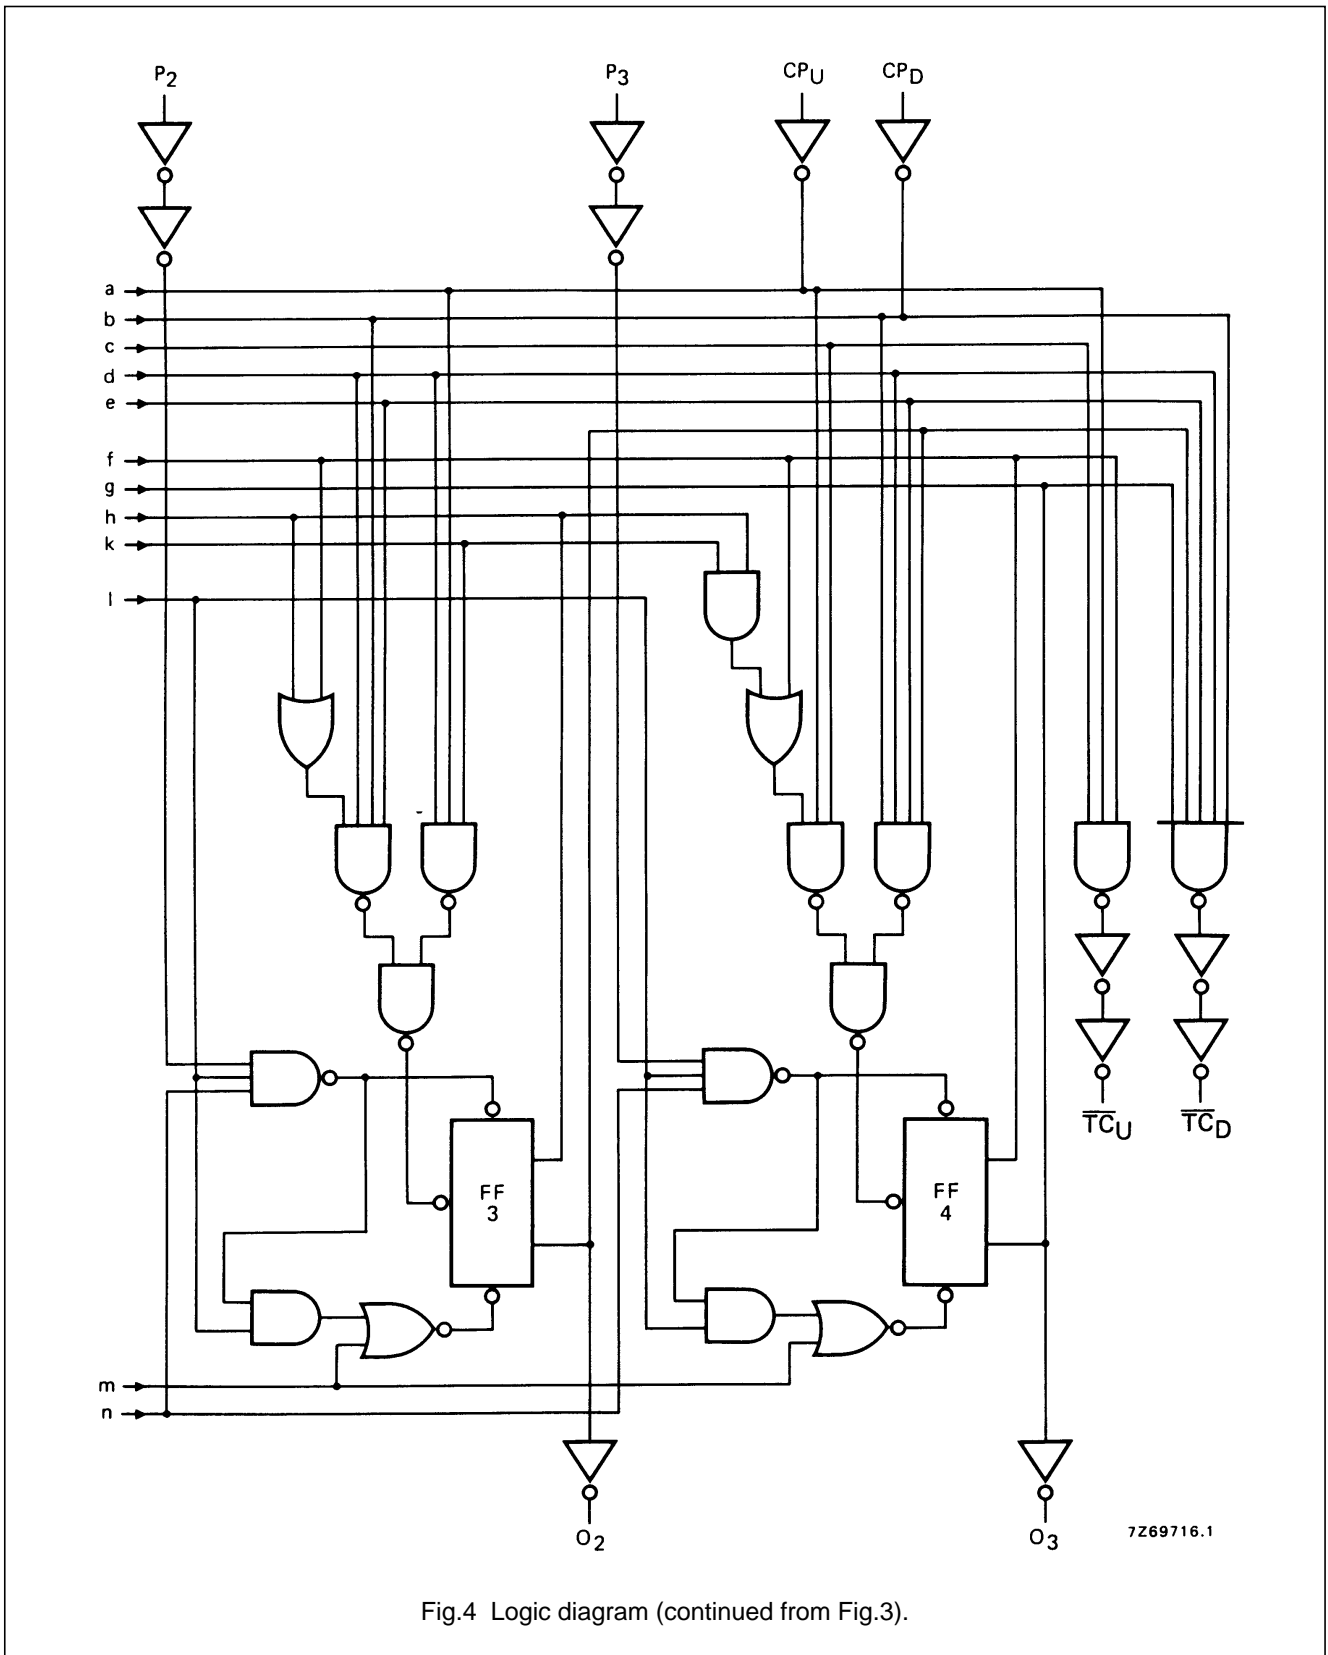 P2 P3 CPU CPD
a
b
c
d
e
f
g
h
k
l
TCU TCD
FF
3
FF
4
m
n
O2 O3
7Z69716.1
Fig.4 Logic diagram (continued from Fig.3).